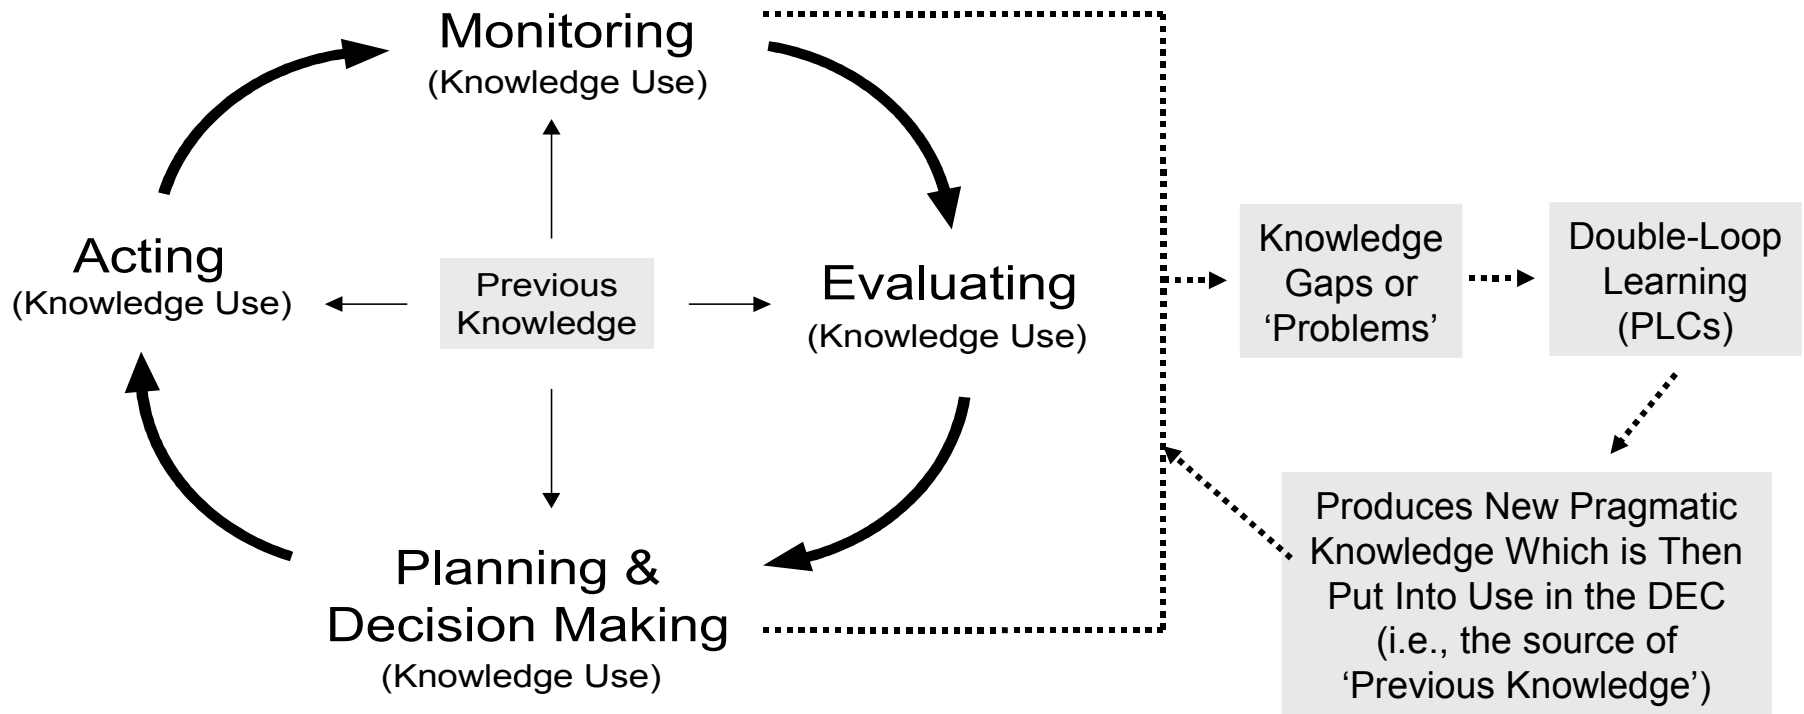 Monitoring
(Knowledge Use)
Acting
(Knowledge Use)
Previous
Knowledge
Evaluating
(Knowledge Use)
Planning &
Decision Making
(Knowledge Use)
Knowledge
Gaps or
‘Problems’
Double-Loop
Learning
(PLCs)
Produces New Pragmatic
Knowledge Which is Then
Put Into Use in the DEC
(i.e., the source of
‘Previous Knowledge’)